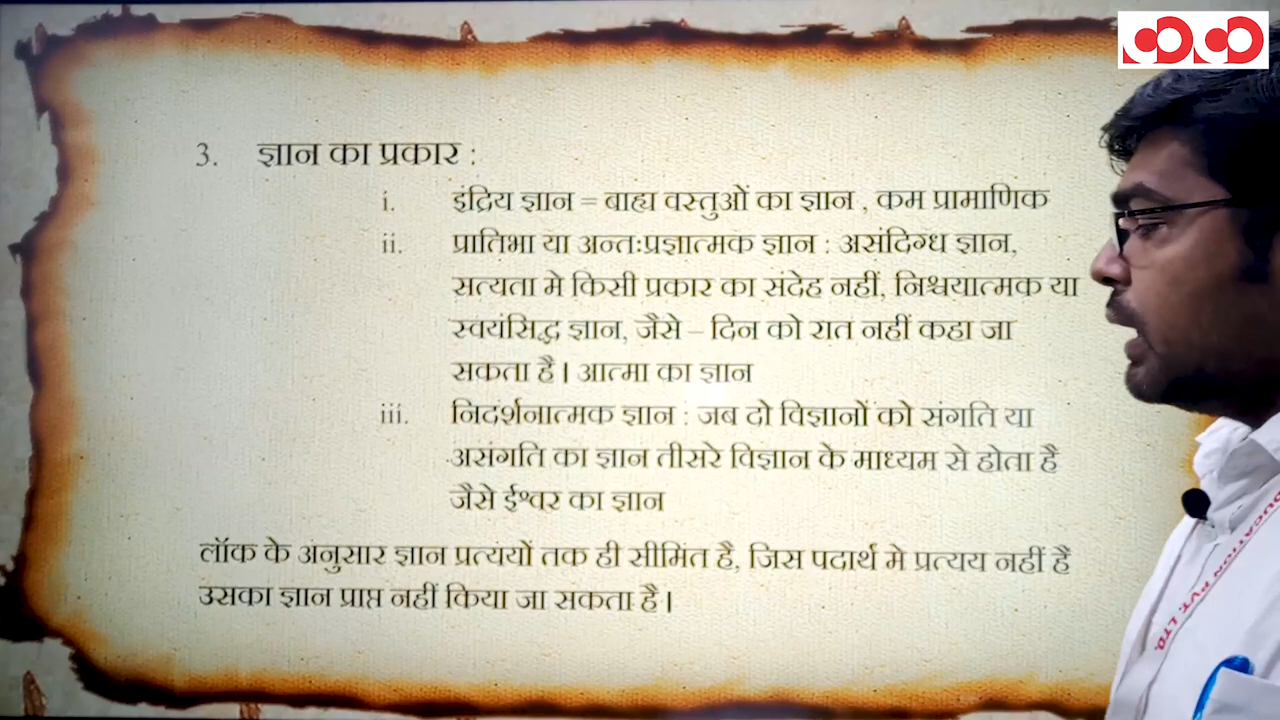 3. ज्ञान का प्रकार :
i. इंद्रिय ज्ञान = बाह्य वस्तुओं का ज्ञान , कम प्रामाणिक
ii. प्रातिभा या अन्तःप्रज्ञात्मक ज्ञान : असंदिग्ध ज्ञान,
सत्यता मे किसी प्रकार का संदेह नहीं, निश्चयात्मक या
स्वयंसिद्ध ज्ञान, जैसे – दिन को रात नहीं कहा जा
सकता है । आत्मा का ज्ञान
iii. निदर्शनात्मक ज्ञान : जब दो विज्ञानों को संगति या
असंगति का ज्ञान तीसरे विज्ञान के माध्यम से होता है
जैसे ईश्वर का ज्ञान
लॉक के अनुसार ज्ञान प्रत्ययों तक ही सीमित है, जिस पदार्थ मे प्रत्यय नहीं हैं
उसका ज्ञान प्राप्त नहीं किया जा सकता है ।
PVT. LTD.